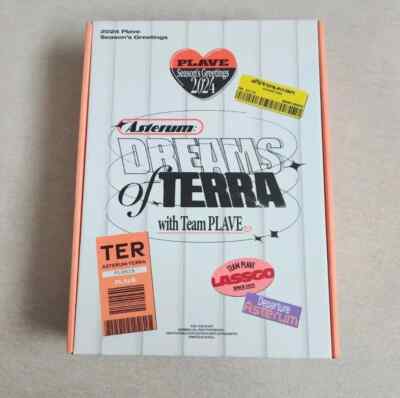 2024 Plave
Season's Greetings
PLAVE
Season's Greetings
2024
Asterum
DREAMS
of TERRA
with Team PLAVE
TER
ASTERUM-TERRA
PLAVE
TEAM PLAVE
LASSGO
Departure
Asterum